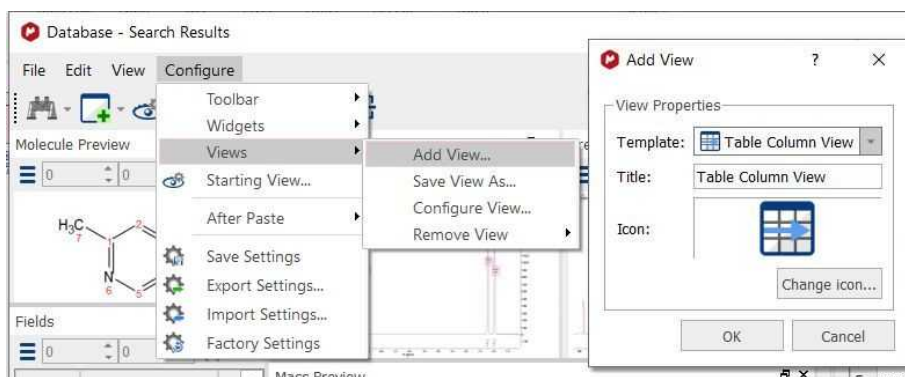 Database - Search Results
File Edit View Configure
Molecule Preview
0 0
H3C
1
2
N
6
5
Fields
0 0
Mass Preview
Toolbar
Widgets
Views
Starting View...
After Paste
Save Settings
Export Settings...
Import Settings...
Factory Settings
Add View...
Save View As...
Configure View...
Remove View
Add View ? ×
View Properties
Template: Table Column View
Title: Table Column View
Icon:
Change icon...
OK Cancel